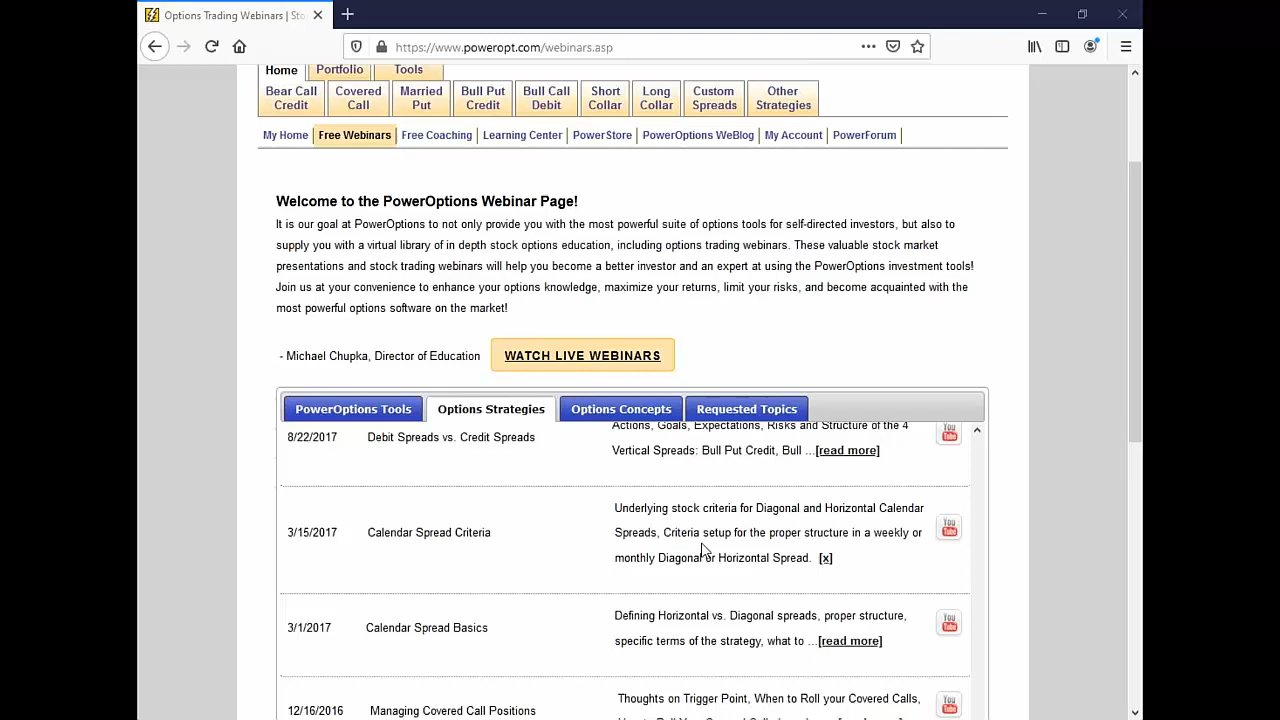 Options Trading Webinars | Sto
https://www.poweropt.com/webinars.asp
Home Portfolio Tools
Bear Call Credit
Covered Call
Married Put
Bull Put Credit
Bull Call Debit
Short Collar
Long Collar
Custom Spreads
Other Strategies
My Home Free Webinars Free Coaching Learning Center PowerStore PowerOptions WeBlog My Account PowerForum
Welcome to the PowerOptions Webinar Page!
It is our goal at PowerOptions to not only provide you with the most powerful suite of options tools for self-directed investors, but also to
supply you with a virtual library of in depth stock options education, including options trading webinars. These valuable stock market
presentations and stock trading webinars will help you become a better investor and an expert at using the PowerOptions investment tools!
Join us at your convenience to enhance your options knowledge, maximize your returns, limit your risks, and become acquainted with the
most powerful options software on the market!
- Michael Chupka, Director of Education WATCH LIVE WEBINARS
PowerOptions Tools Options Strategies Options Concepts Requested Topics
8/22/2017 Debit Spreads vs. Credit Spreads
Actions, Goals, Expectations, Risks and Structure of the 4
Vertical Spreads: Bull Put Credit, Bull ...[read more]
You Tube
3/15/2017 Calendar Spread Criteria
Underlying stock criteria for Diagonal and Horizontal Calendar
Spreads, Criteria setup for the proper structure in a weekly or
monthly Diagonal or Horizontal Spread. [x]
You Tube
3/1/2017 Calendar Spread Basics
Defining Horizontal vs. Diagonal spreads, proper structure,
specific terms of the strategy, what to ...[read more]
You Tube
12/16/2016 Managing Covered Call Positions
Thoughts on Trigger Point, When to Roll your Covered Calls,
You Tube